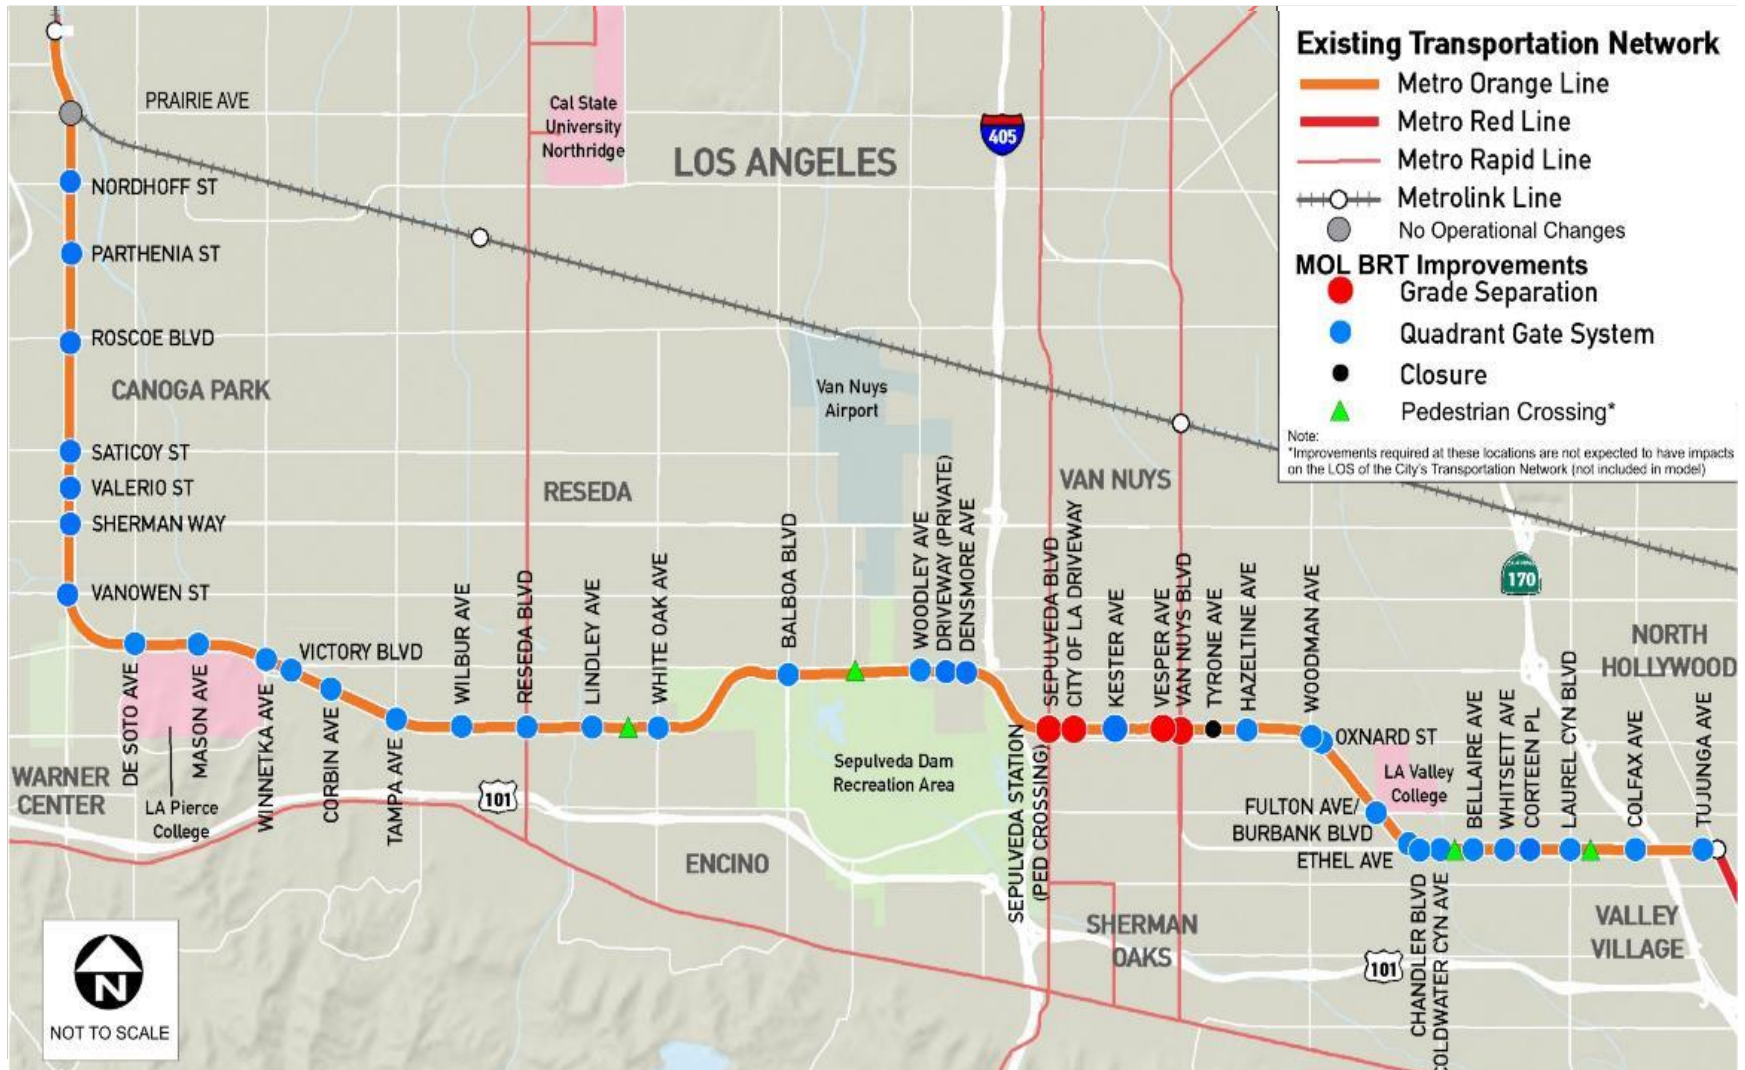 Existing Transportation Network
Metro Orange Line
Metro Red Line
Metro Rapid Line
Metrolink Line
No Operational Changes
MOL BRT Improvements
Grade Separation
Quadrant Gate System
Closure
Pedestrian Crossing*
Note:
*Improvements required at these locations are not expected to have impacts
on the LOS of the City's Transportation Network (not included in model)
PRAIRIE AVE
Cal State
University
Northridge
LOS ANGELES
405
NORDHOFF ST
PARTHENIA ST
ROSCOE BLVD
CANOGA PARK
Van Nuys
Airport
SATICOY ST
VALERIO ST
SHERMAN WAY
VANOWEN ST
RESEDA
VAN NUYS
170
NORTH
HOLLYWOOD
DE SOTO AVE
MASON AVE
WINNETKA AVE
VICTORY BLVD
CORBIN AVE
TAMPA AVE
WILBUR AVE
RESEDA BLVD
LINDLEY AVE
WHITE OAK AVE
BALBOA BLVD
WOODLEY AVE
DRIVEWAY (PRIVATE)
DENSMORE AVE
SEPULVEDA STATION
(PED CROSSING)
SEPULVEDA BLVD
CITY OF LA DRIVEWAY
KESTER AVE
VESPER AVE
VAN NUYS BLVD
TYRONE AVE
HAZELTINE AVE
WOODMAN AVE
OXNARD ST
LA Valley
College
FULTON AVE/
BURBANK BLVD
ETHEL AVE
CHANDLER BLVD
COLDWATER CYN AVE
BELLAIRE AVE
WHITSETT AVE
CORTEEN PL
LAUREL CYN BLVD
COLFAX AVE
TUJUNGA AVE
WARNER
CENTER
LA Pierce
College
101
Sepulveda Dam
Recreation Area
ENCINO
SHERMAN
OAKS
101
VALLEY
VILLAGE
N
NOT TO SCALE